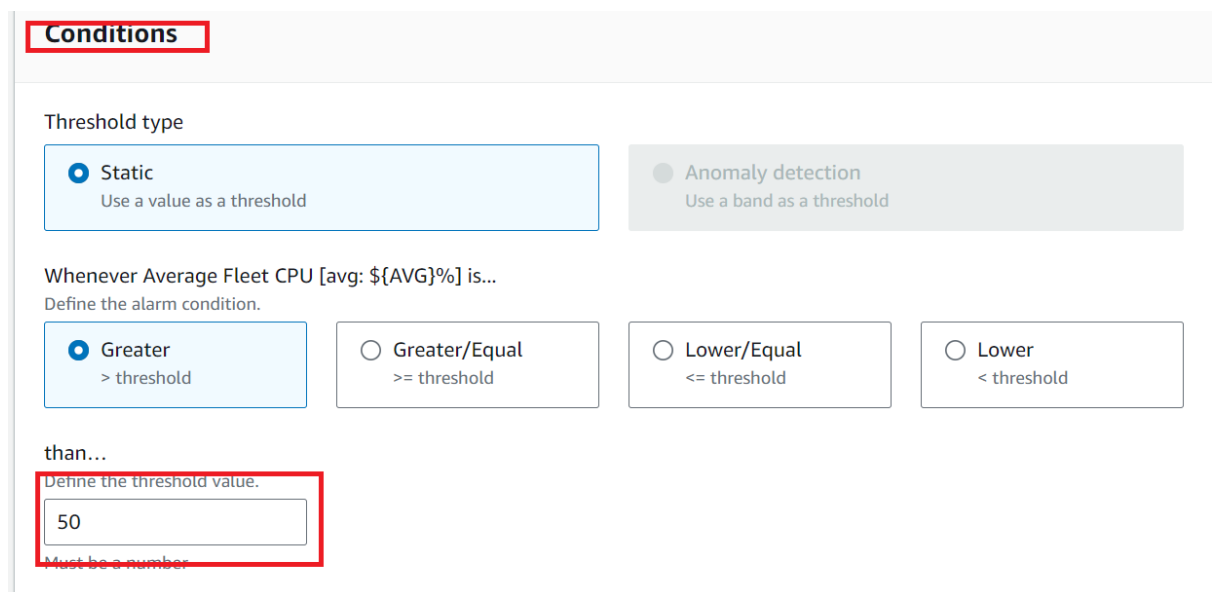 Conditions
Threshold type
Static
Use a value as a threshold
Anomaly detection
Use a band as a threshold
Whenever Average Fleet CPU [avg: ${AVG}%] is...
Define the alarm condition.
Greater
> threshold
Greater/Equal
>= threshold
Lower/Equal
<= threshold
Lower
< threshold
than…
Define the threshold value.
50
Must be a number